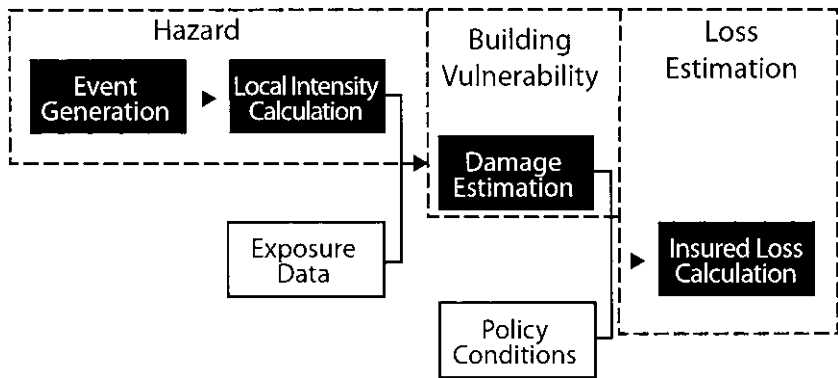 Hazard
Event
Generation
Local Intensity
Calculation
Exposure
Data
Building
Vulnerability
Damage
Estimation
Policy
Conditions
Loss
Estimation
Insured Loss
Calculation